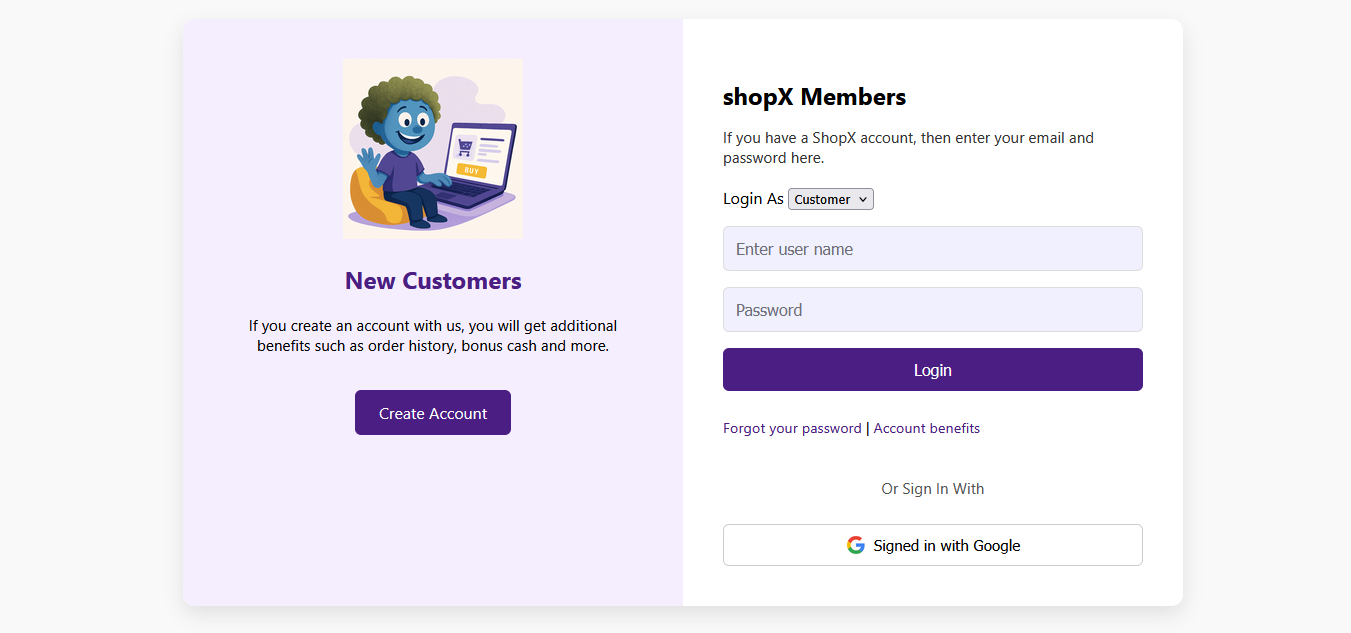 BUY
New Customers
If you create an account with us, you will get additional
benefits such as order history, bonus cash and more.
Create Account
shopX Members
If you have a ShopX account, then enter your email and
password here.
Login As Customer
Enter user name
Password
Login
Forgot your password | Account benefits
Or Sign In With
Signed in with Google